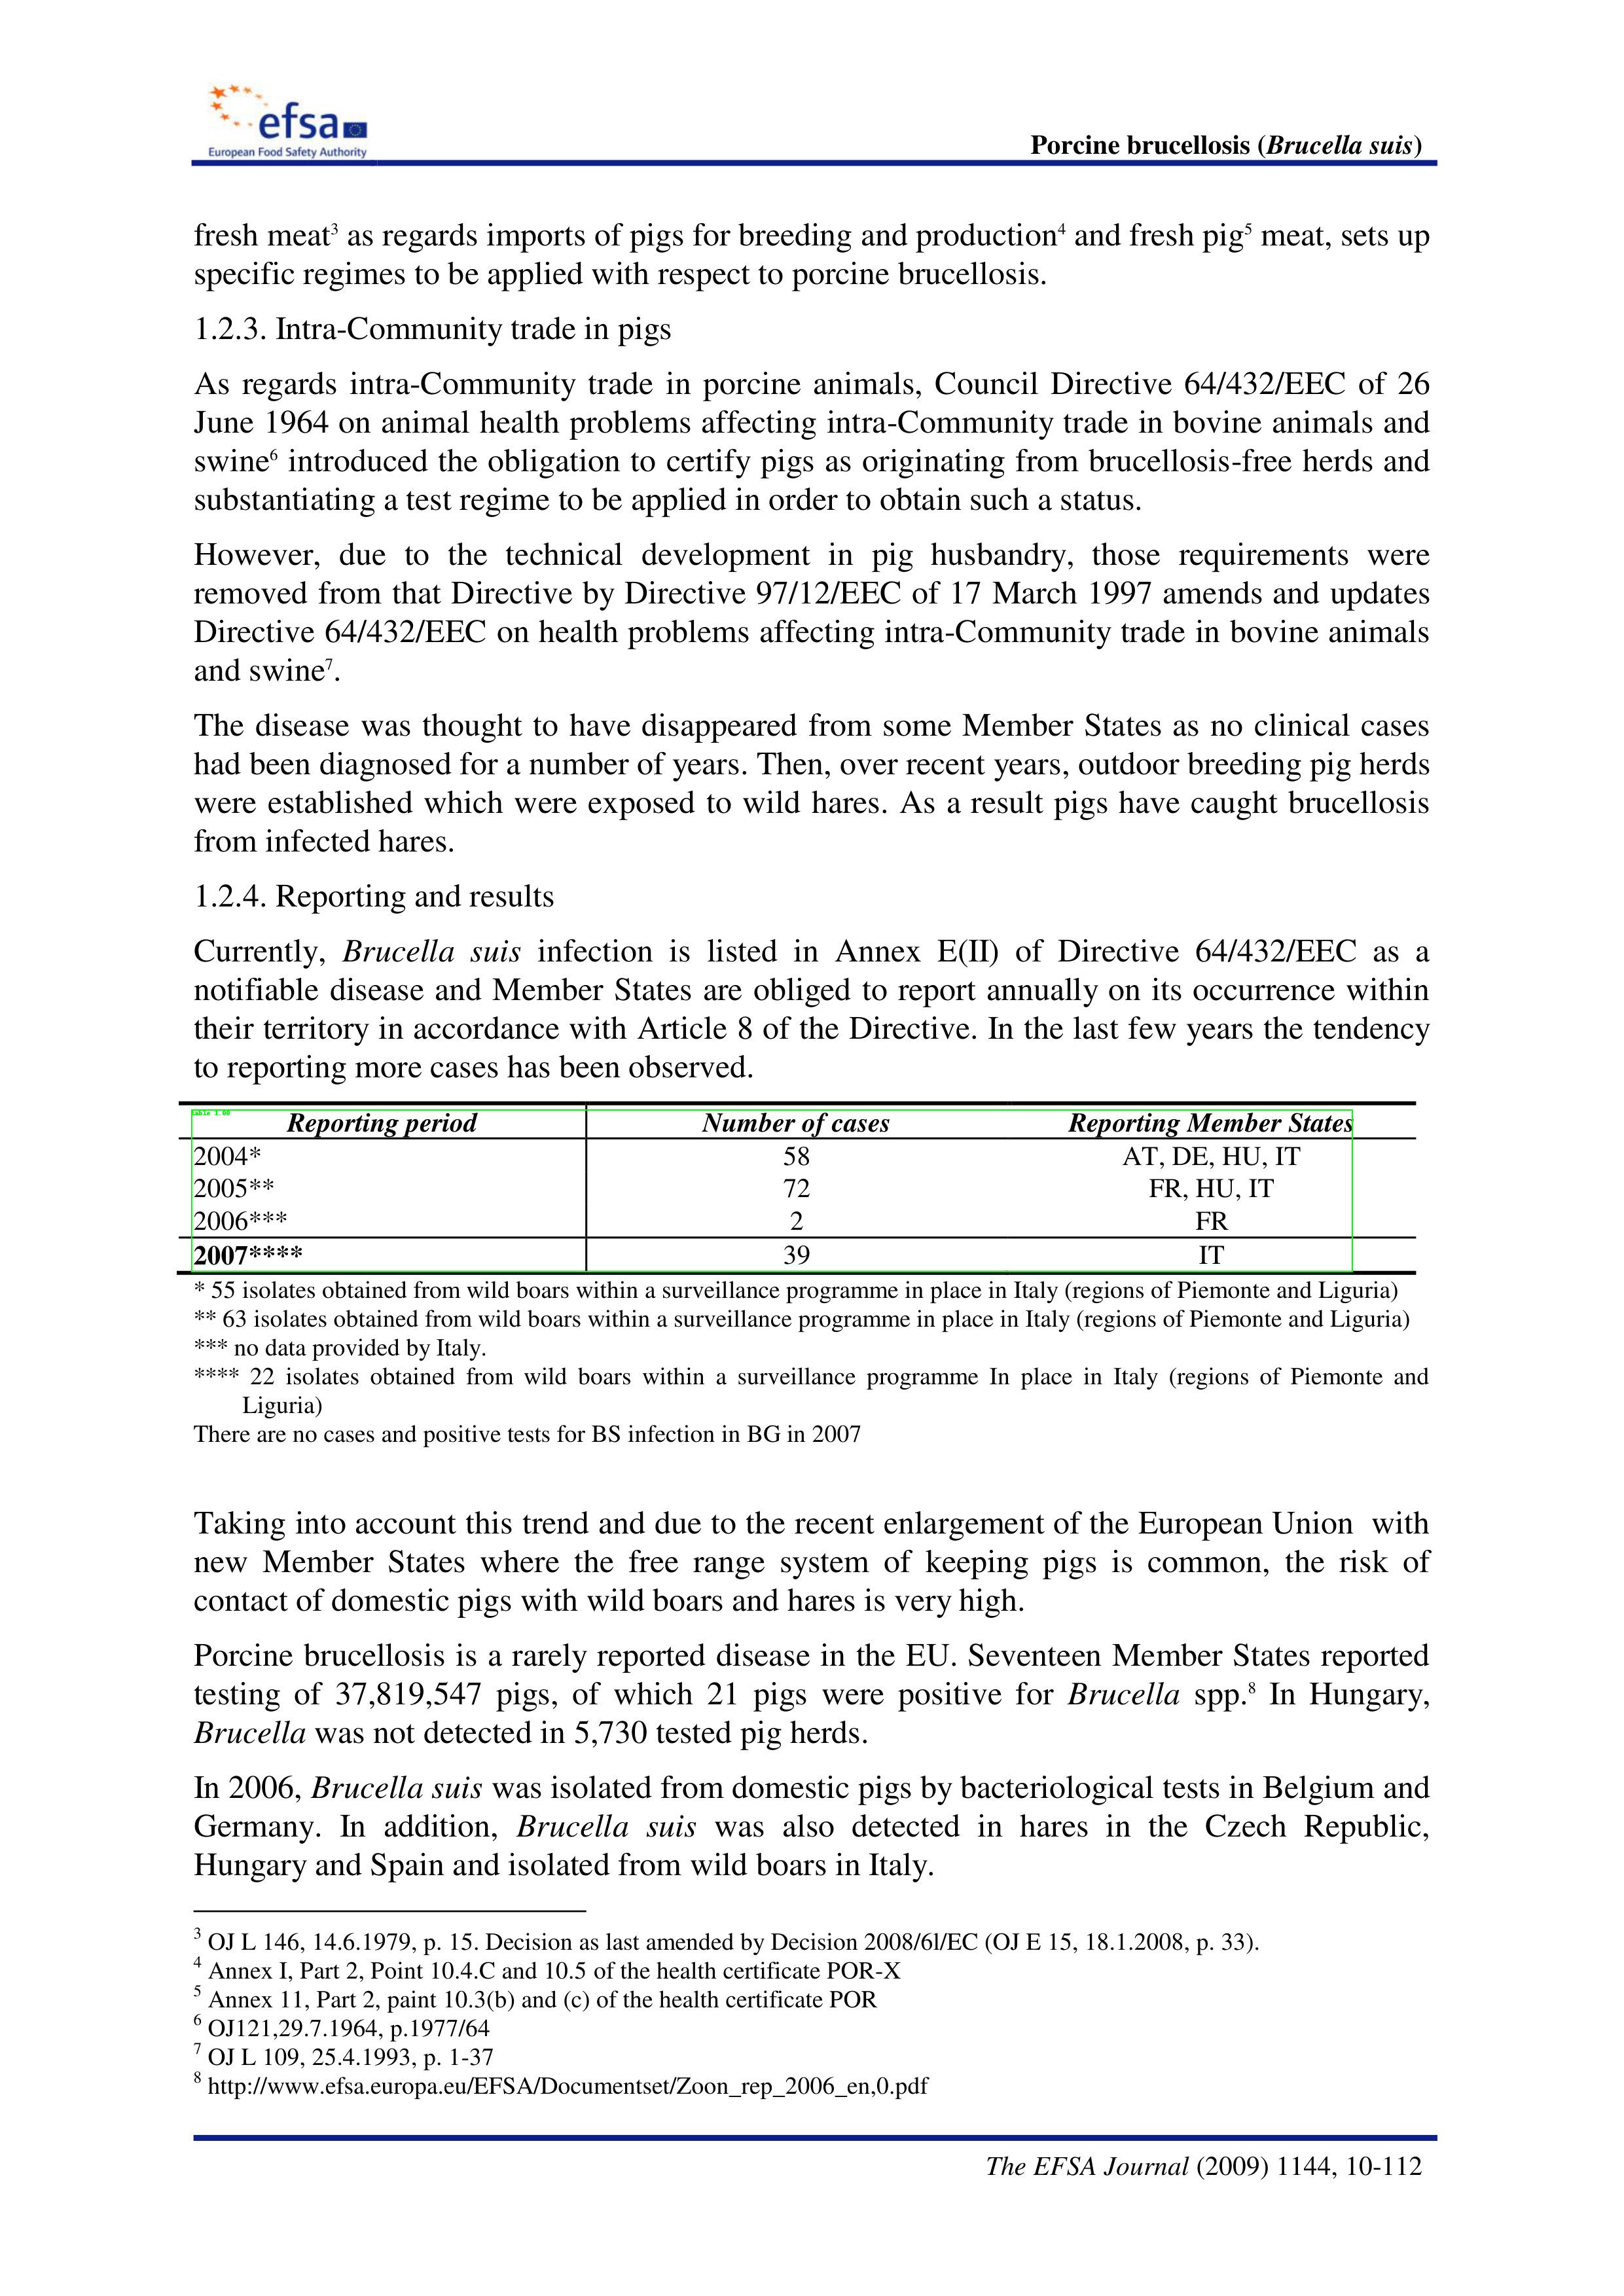 efsa
European Food Safety Authority
Porcine brucellosis (Brucella suis)
fresh meat3 as regards imports of pigs for breeding and production4 and fresh pig5 meat, sets up
specific regimes to be applied with respect to porcine brucellosis.
1.2.3. Intra-Community trade in pigs
As regards intra-Community trade in porcine animals, Council Directive 64/432/EEC of 26
June 1964 on animal health problems affecting intra-Community trade in bovine animals and
swine6 introduced the obligation to certify pigs as originating from brucellosis-free herds and
substantiating a test regime to be applied in order to obtain such a status.
However, due to the technical development in pig husbandry, those requirements were
removed from that Directive by Directive 97/12/EEC of 17 March 1997 amends and updates
Directive 64/432/EEC on health problems affecting intra-Community trade in bovine animals
and swine7.
The disease was thought to have disappeared from some Member States as no clinical cases
had been diagnosed for a number of years. Then, over recent years, outdoor breeding pig herds
were established which were exposed to wild hares. As a result pigs have caught brucellosis
from infected hares.
1.2.4. Reporting and results
Currently, Brucella suis infection is listed in Annex E(II) of Directive 64/432/EEC as a
notifiable disease and Member States are obliged to report annually on its occurrence within
their territory in accordance with Article 8 of the Directive. In the last few years the tendency
to reporting more cases has been observed.
table 1.00
Reporting period Number of cases Reporting Member States
2004* 58 AT, DE, HU, IT
2005** 72 FR, HU, IT
2006*** 2 FR
2007**** 39 IT
* 55 isolates obtained from wild boars within a surveillance programme in place in Italy (regions of Piemonte and Liguria)
** 63 isolates obtained from wild boars within a surveillance programme in place in Italy (regions of Piemonte and Liguria)
*** no data provided by Italy.
**** 22 isolates obtained from wild boars within a surveillance programme In place in Italy (regions of Piemonte and
Liguria)
There are no cases and positive tests for BS infection in BG in 2007
Taking into account this trend and due to the recent enlargement of the European Union with
new Member States where the free range system of keeping pigs is common, the risk of
contact of domestic pigs with wild boars and hares is very high.
Porcine brucellosis is a rarely reported disease in the EU. Seventeen Member States reported
testing of 37,819,547 pigs, of which 21 pigs were positive for Brucella spp.8 In Hungary,
Brucella was not detected in 5,730 tested pig herds.
In 2006, Brucella suis was isolated from domestic pigs by bacteriological tests in Belgium and
Germany. In addition, Brucella suis was also detected in hares in the Czech Republic,
Hungary and Spain and isolated from wild boars in Italy.
3 OJ L 146, 14.6.1979, p. 15. Decision as last amended by Decision 2008/6l/EC (OJ E 15, 18.1.2008, p. 33).
4 Annex I, Part 2, Point 10.4.C and 10.5 of the health certificate POR-X
5 Annex 11, Part 2, paint 10.3(b) and (c) of the health certificate POR
6 OJ121,29.7.1964, p.1977/64
7 OJ L 109, 25.4.1993, p. 1-37
8 http://www.efsa.europa.eu/EFSA/Documentset/Zoon_rep_2006_en,0.pdf
The EFSA Journal (2009) 1144, 10-112